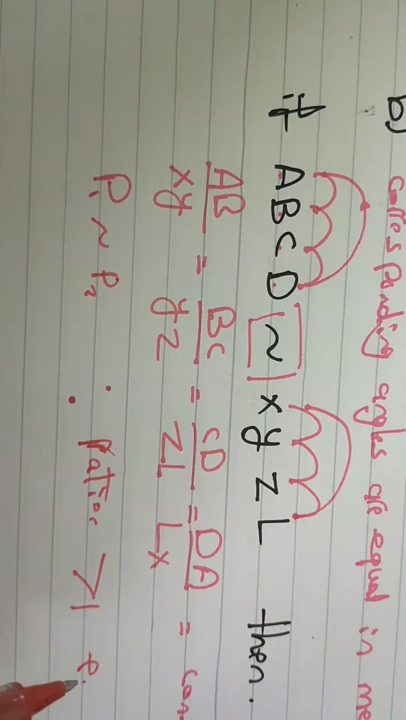 b) corresponding angles are equal in me
if ABCD ~ xyzL then.
AB/xy = BC/yz = CD/ZL = DA/Lx = con
P₁ ~ P₂ : Ratio: >1 e.